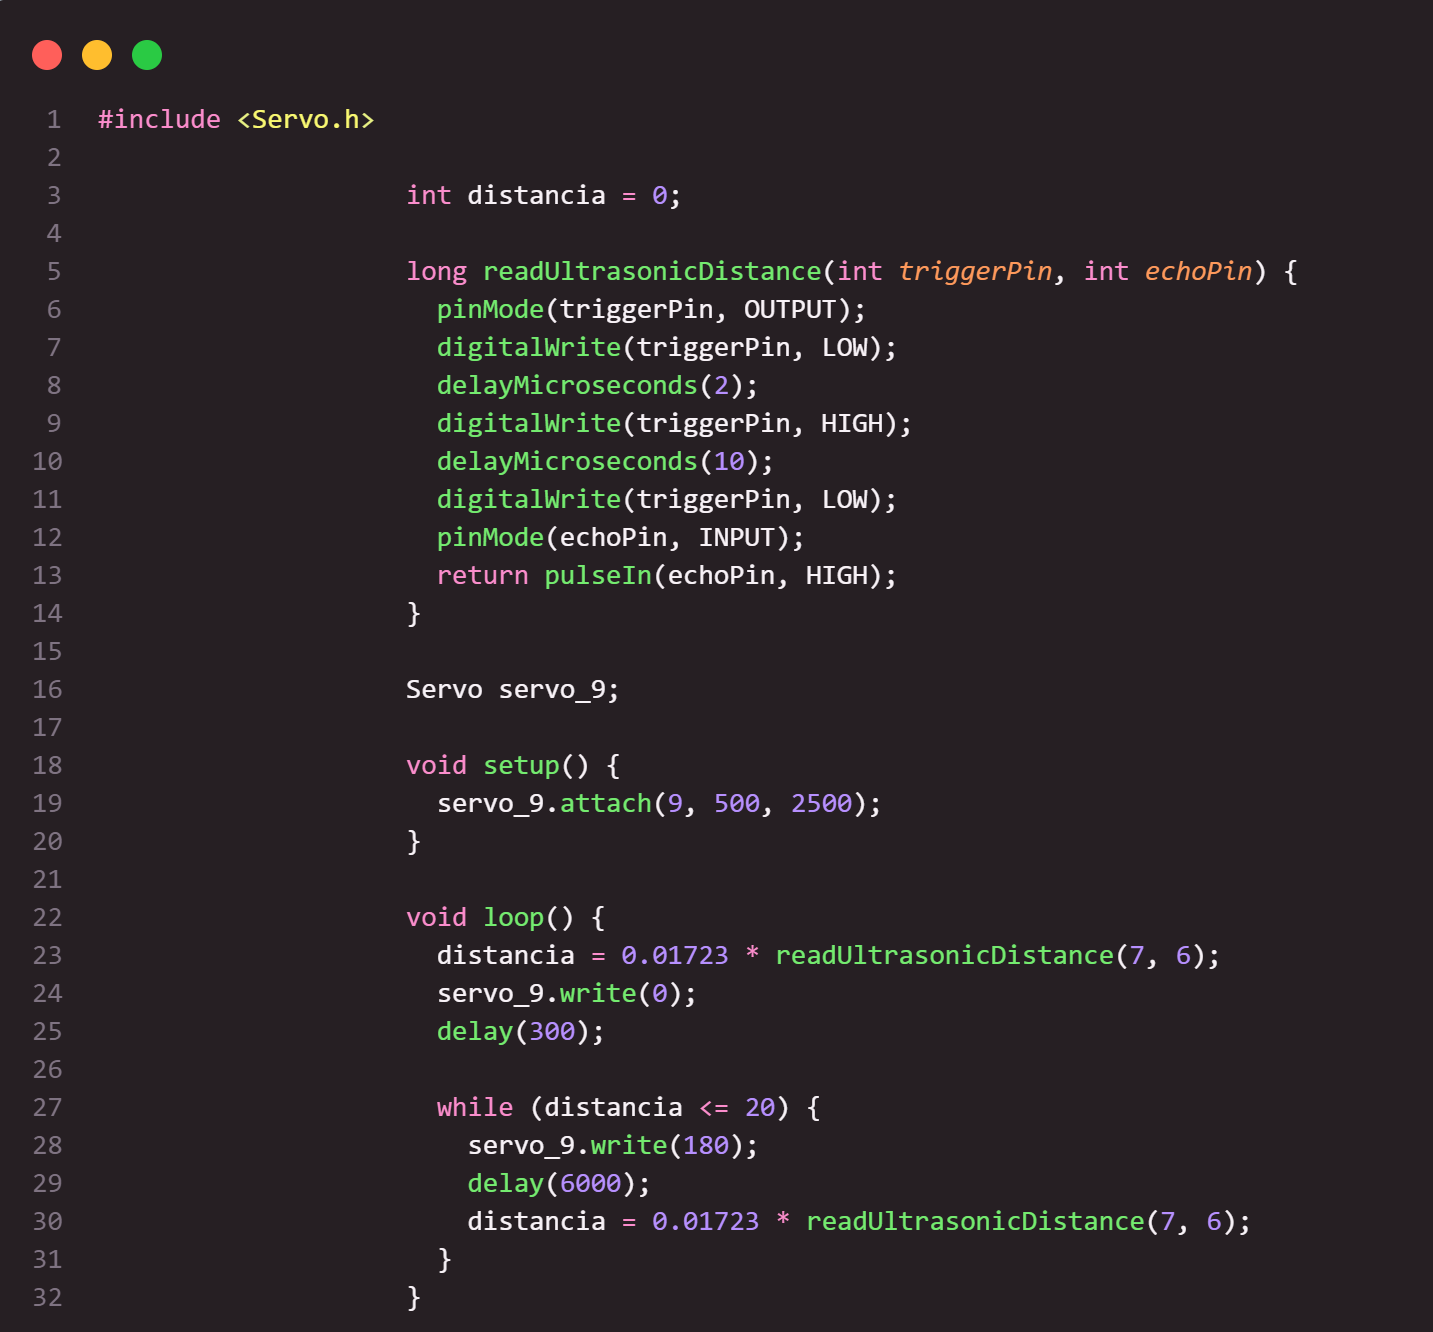 1 #include <Servo.h>
2
3 int distancia = 0;
4
5 long readUltrasonicDistance(int triggerPin, int echoPin) {
6 pinMode(triggerPin, OUTPUT);
7 digitalWrite(triggerPin, LOW);
8 delayMicroseconds(2);
9 digitalWrite(triggerPin, HIGH);
10 delayMicroseconds(10);
11 digitalWrite(triggerPin, LOW);
12 pinMode(echoPin, INPUT);
13 return pulseIn(echoPin, HIGH);
14 }
15
16 Servo servo_9;
17
18 void setup() {
19 servo_9.attach(9, 500, 2500);
20 }
21
22 void loop() {
23 distancia = 0.01723 * readUltrasonicDistance(7, 6);
24 servo_9.write(0);
25 delay(300);
26
27 while (distancia <= 20) {
28 servo_9.write(180);
29 delay(6000);
30 distancia = 0.01723 * readUltrasonicDistance(7, 6);
31 }
32 }